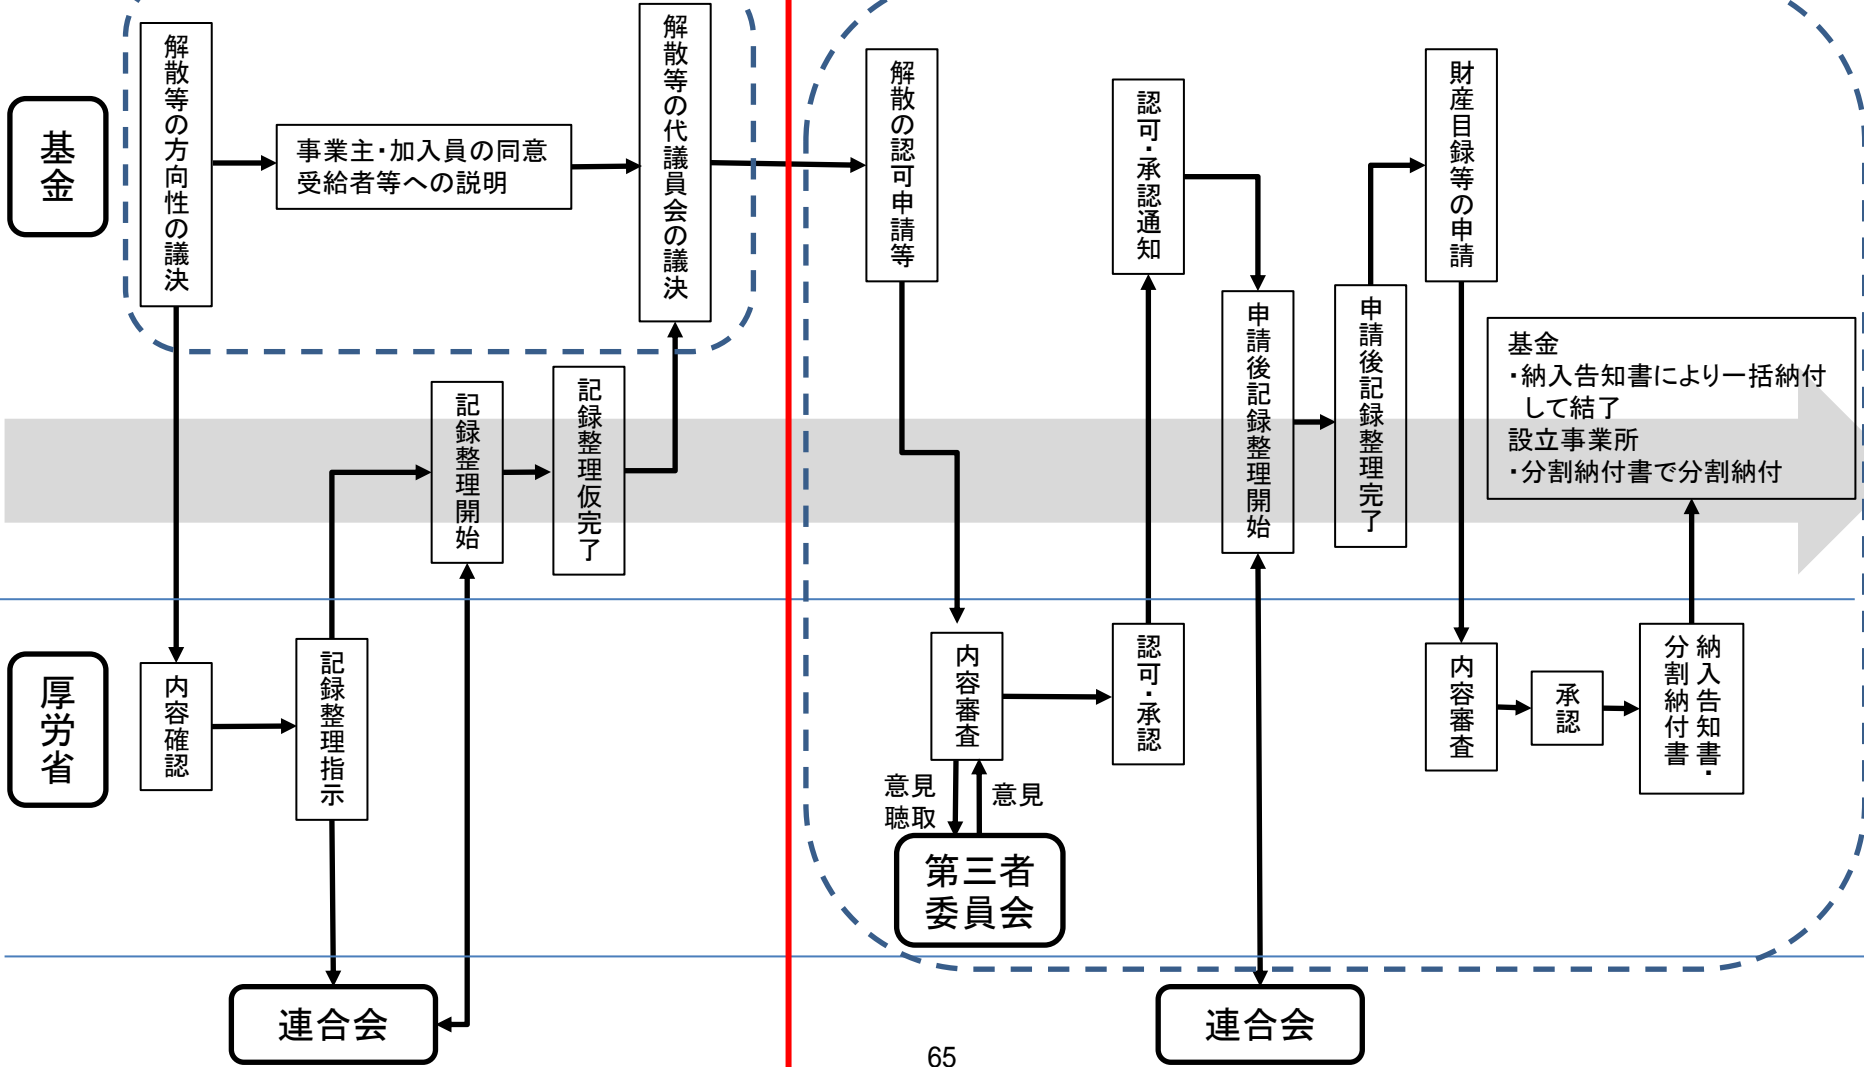 基金
解散等の方向性の議決
事業主・加入員の同意
受給者等への説明
解散等の代議員会の議決
解散の認可申請等
認可・承認通知
財産目録等の申請
記録整理開始
記録整理仮完了
申請後記録整理開始
申請後記録整理完了
基金
・納入告知書により一括納付
して結了
設立事業所
・分割納付書で分割納付
厚労省
内容確認
記録整理指示
内容審査
認可・承認
内容審査
承認
納入告知書・
分割納付書
意見
聴取
意見
第三者
委員会
連合会
連合会
65